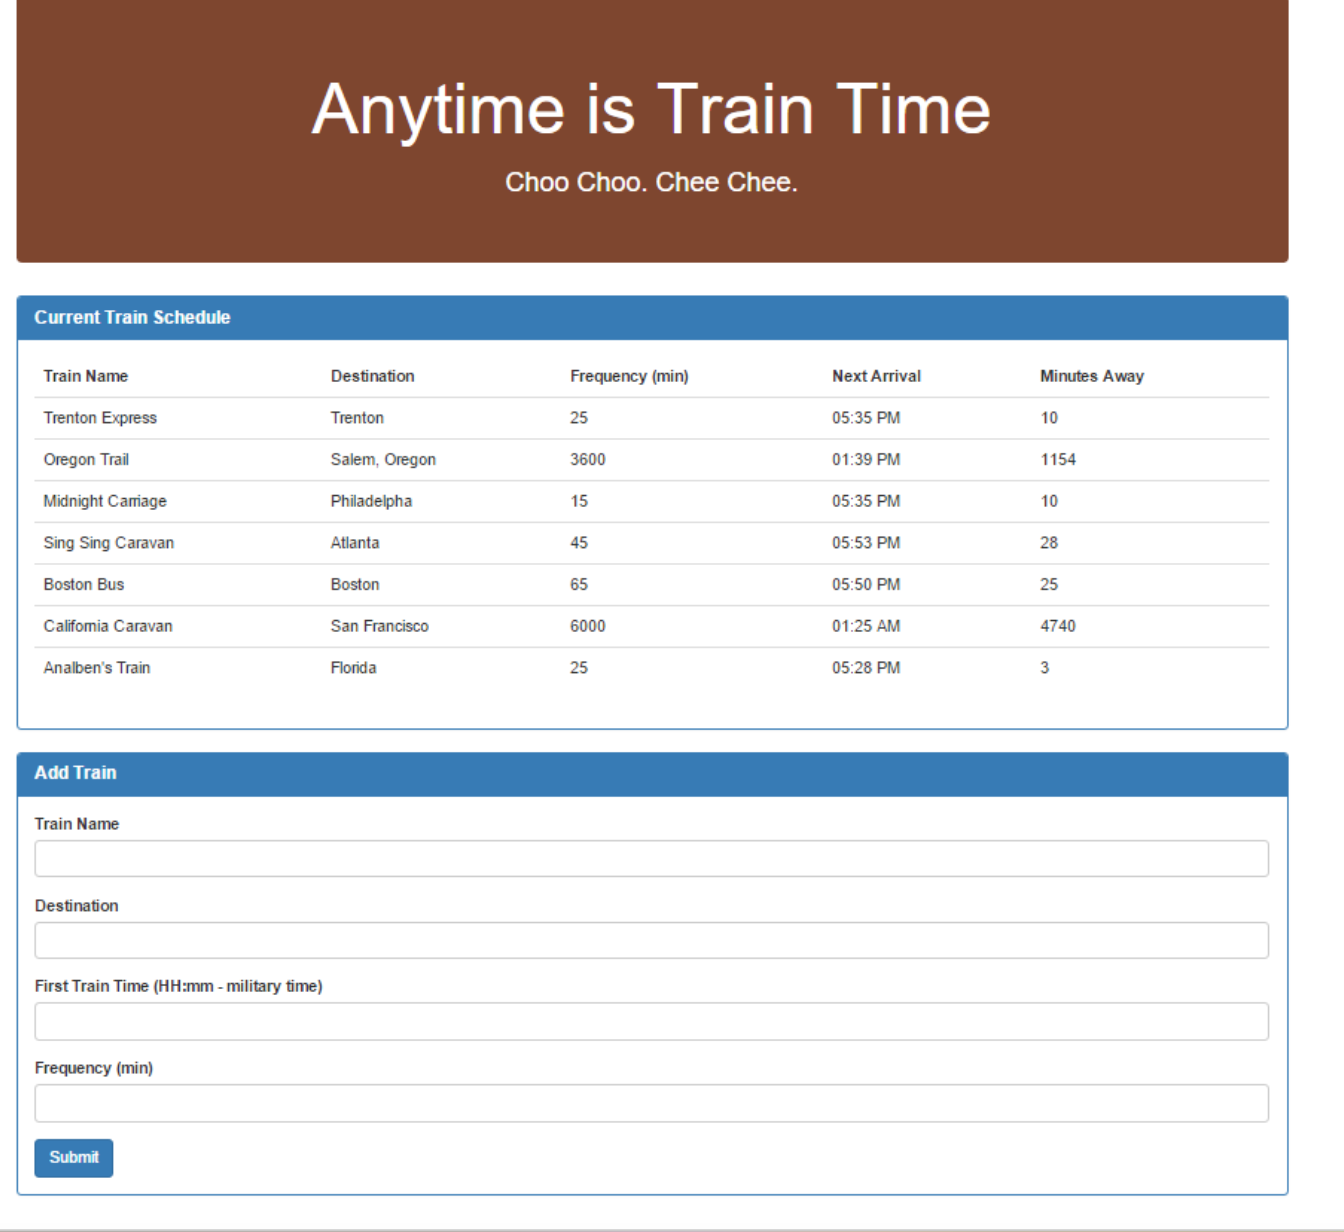 Anytime is Train Time
Choo Choo. Chee Chee.
Current Train Schedule
Train Name Destination Frequency (min) Next Arrival Minutes Away
Trenton Express Trenton 25 05:35 PM 10
Oregon Trail Salem, Oregon 3600 01:39 PM 1154
Midnight Carriage Philadelpha 15 05:35 PM 10
Sing Sing Caravan Atlanta 45 05:53 PM 28
Boston Bus Boston 65 05:50 PM 25
California Caravan San Francisco 6000 01:25 AM 4740
Analben's Train Florida 25 05:28 PM 3
Add Train
Train Name
Destination
First Train Time (HH:mm - military time)
Frequency (min)
Submit